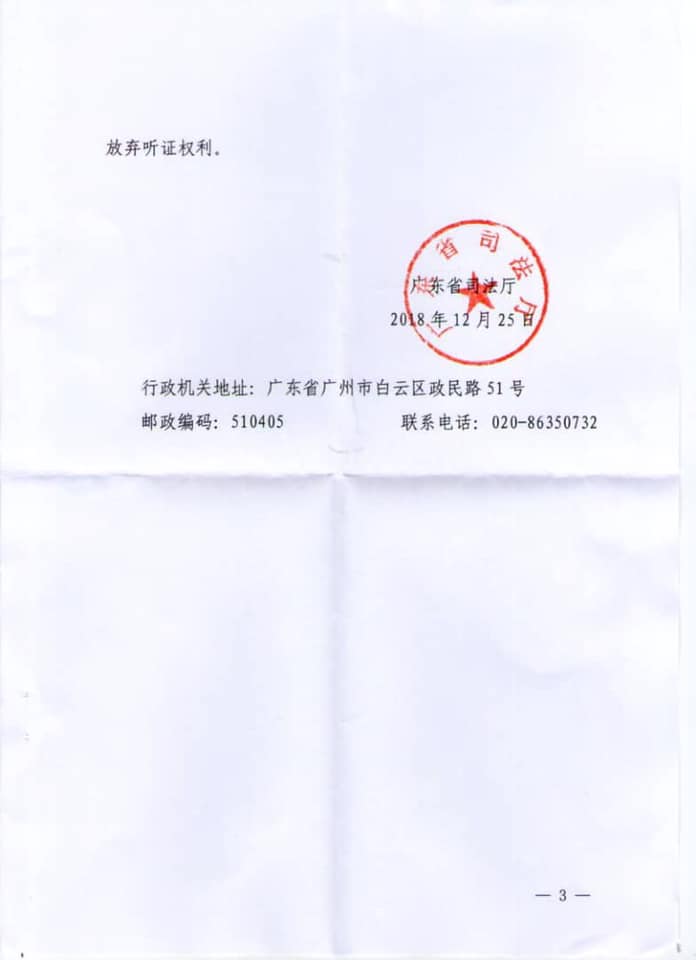 放弃听证权利。
广东省司法厅
广东省司法厅
2018 年 12 月 25 日
行政机关地址：广东省广州市白云区政民路 51 号
邮政编码：510405 联系电话：020-86350732
— 3 —